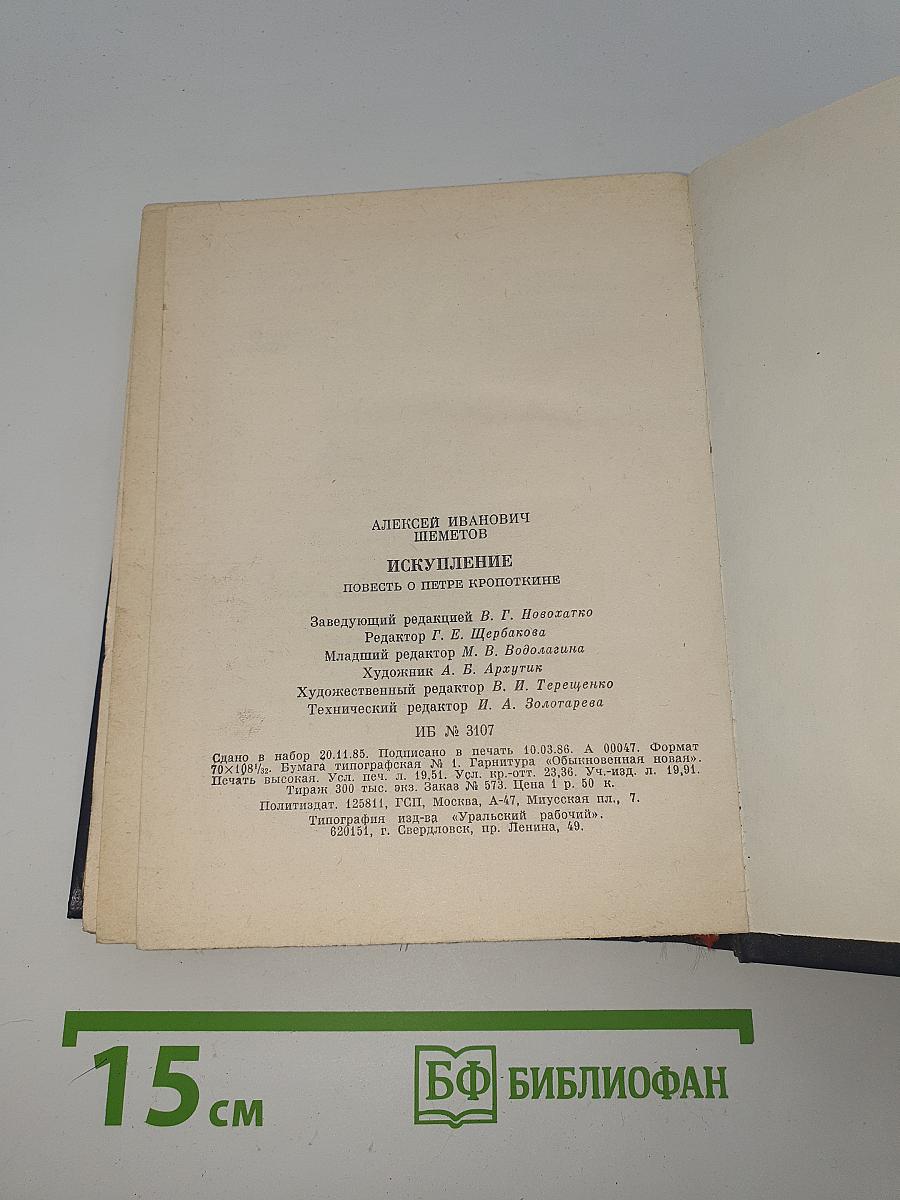 АЛЕКСЕЙ ИВАНОВИЧ
ШЕМЕТОВ
ИСКУПЛЕНИЕ
ПОВЕСТЬ О ПЕТРЕ КРОПОТКИНЕ
Заведующий редакцией В. Г. Новохатко
Редактор Г. Е. Щербакова
Младший редактор М. В. Водолагина
Художник А. Б. Архутик
Художественный редактор В. И. Терещенко
Технический редактор И. А. Золотарева
ИБ № 3107
Сдано в набор 20.11.85. Подписано в печать 10.03.86. А 00047. Формат
70×108¹/₃₂. Бумага типографская № 1. Гарнитура «Обыкновенная новая».
Печать высокая. Усл. печ. л. 19,51. Усл. кр.-отт. 23,36. Уч.-изд. л. 19,91.
Тираж 300 тыс. экз. Заказ № 573. Цена 1 р. 50 к.
Политиздат. 125811, ГСП, Москва, А-47, Миусская пл., 7.
Типография изд-ва «Уральский рабочий».
620151, г. Свердловск, пр. Ленина, 49.
15 см
БФ БИБЛИОФАН